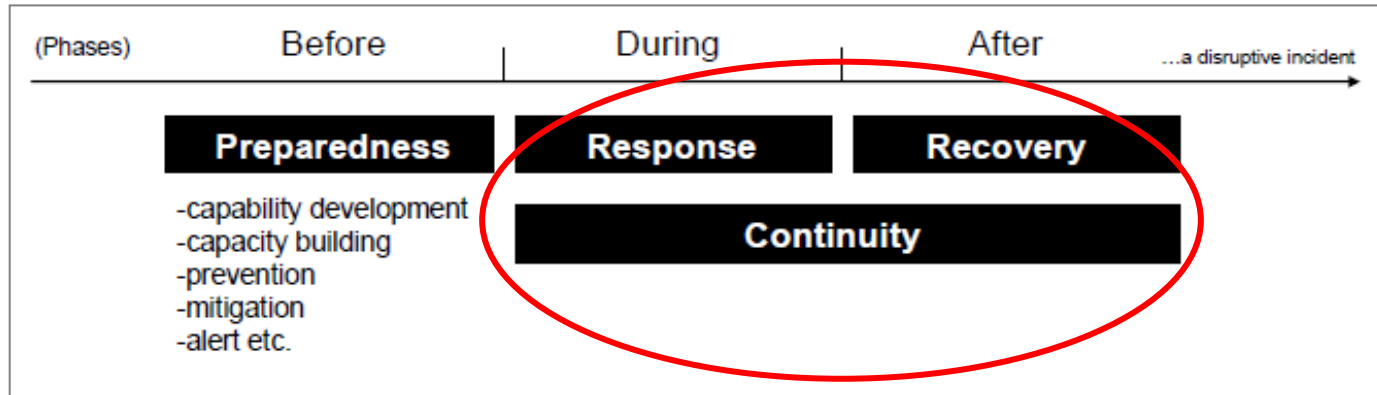 (Phases) Before During After ...a disruptive incident
Preparedness Response Recovery
-capability development
-capacity building
-prevention
-mitigation
-alert etc.
Continuity